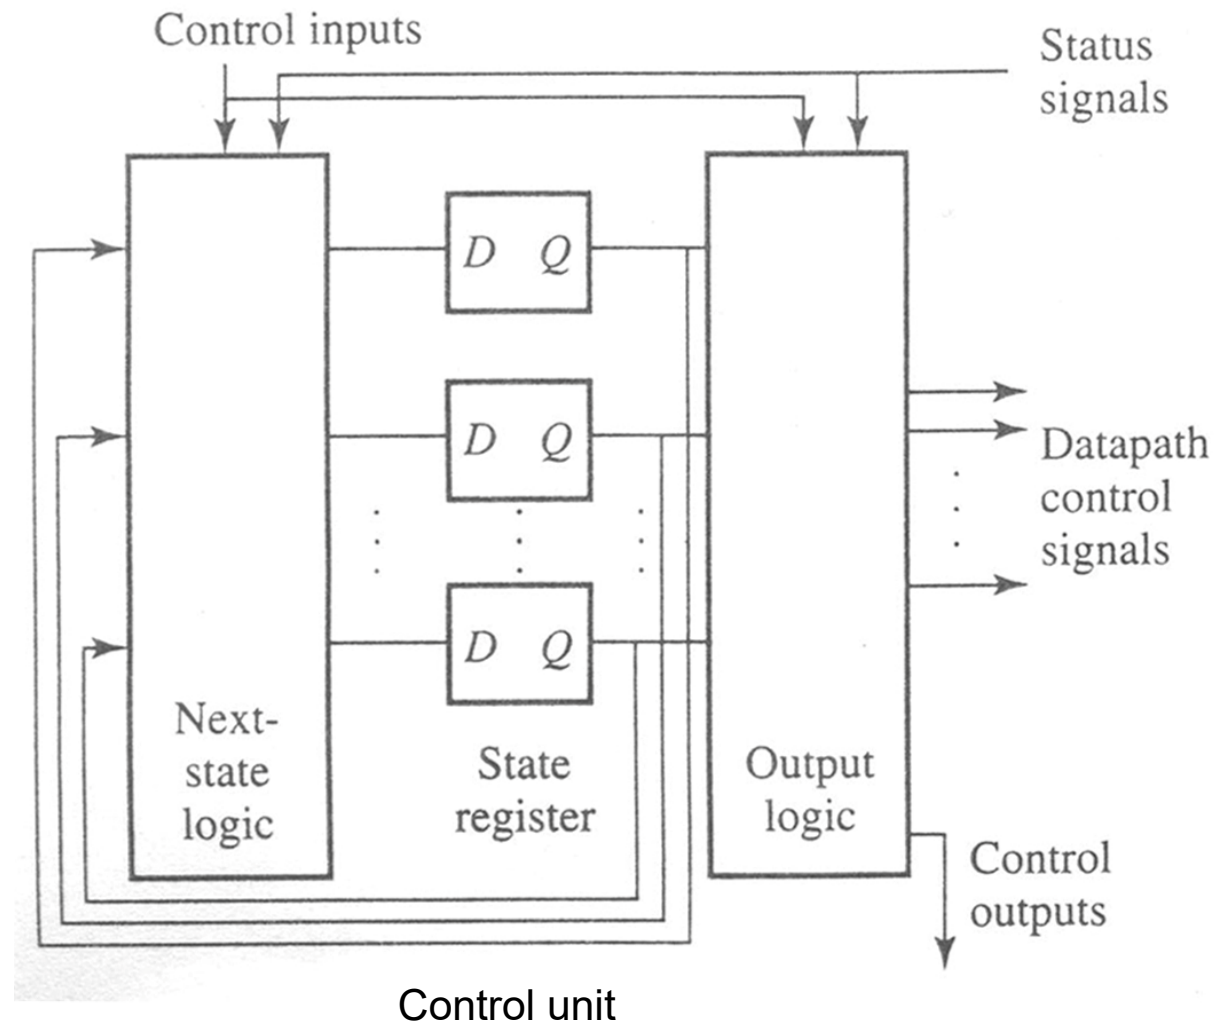 Control inputs
Status
signals
D Q
D Q
D Q
Datapath
control
signals
Next-
state
logic
State
register
Output
logic
Control
outputs
Control unit